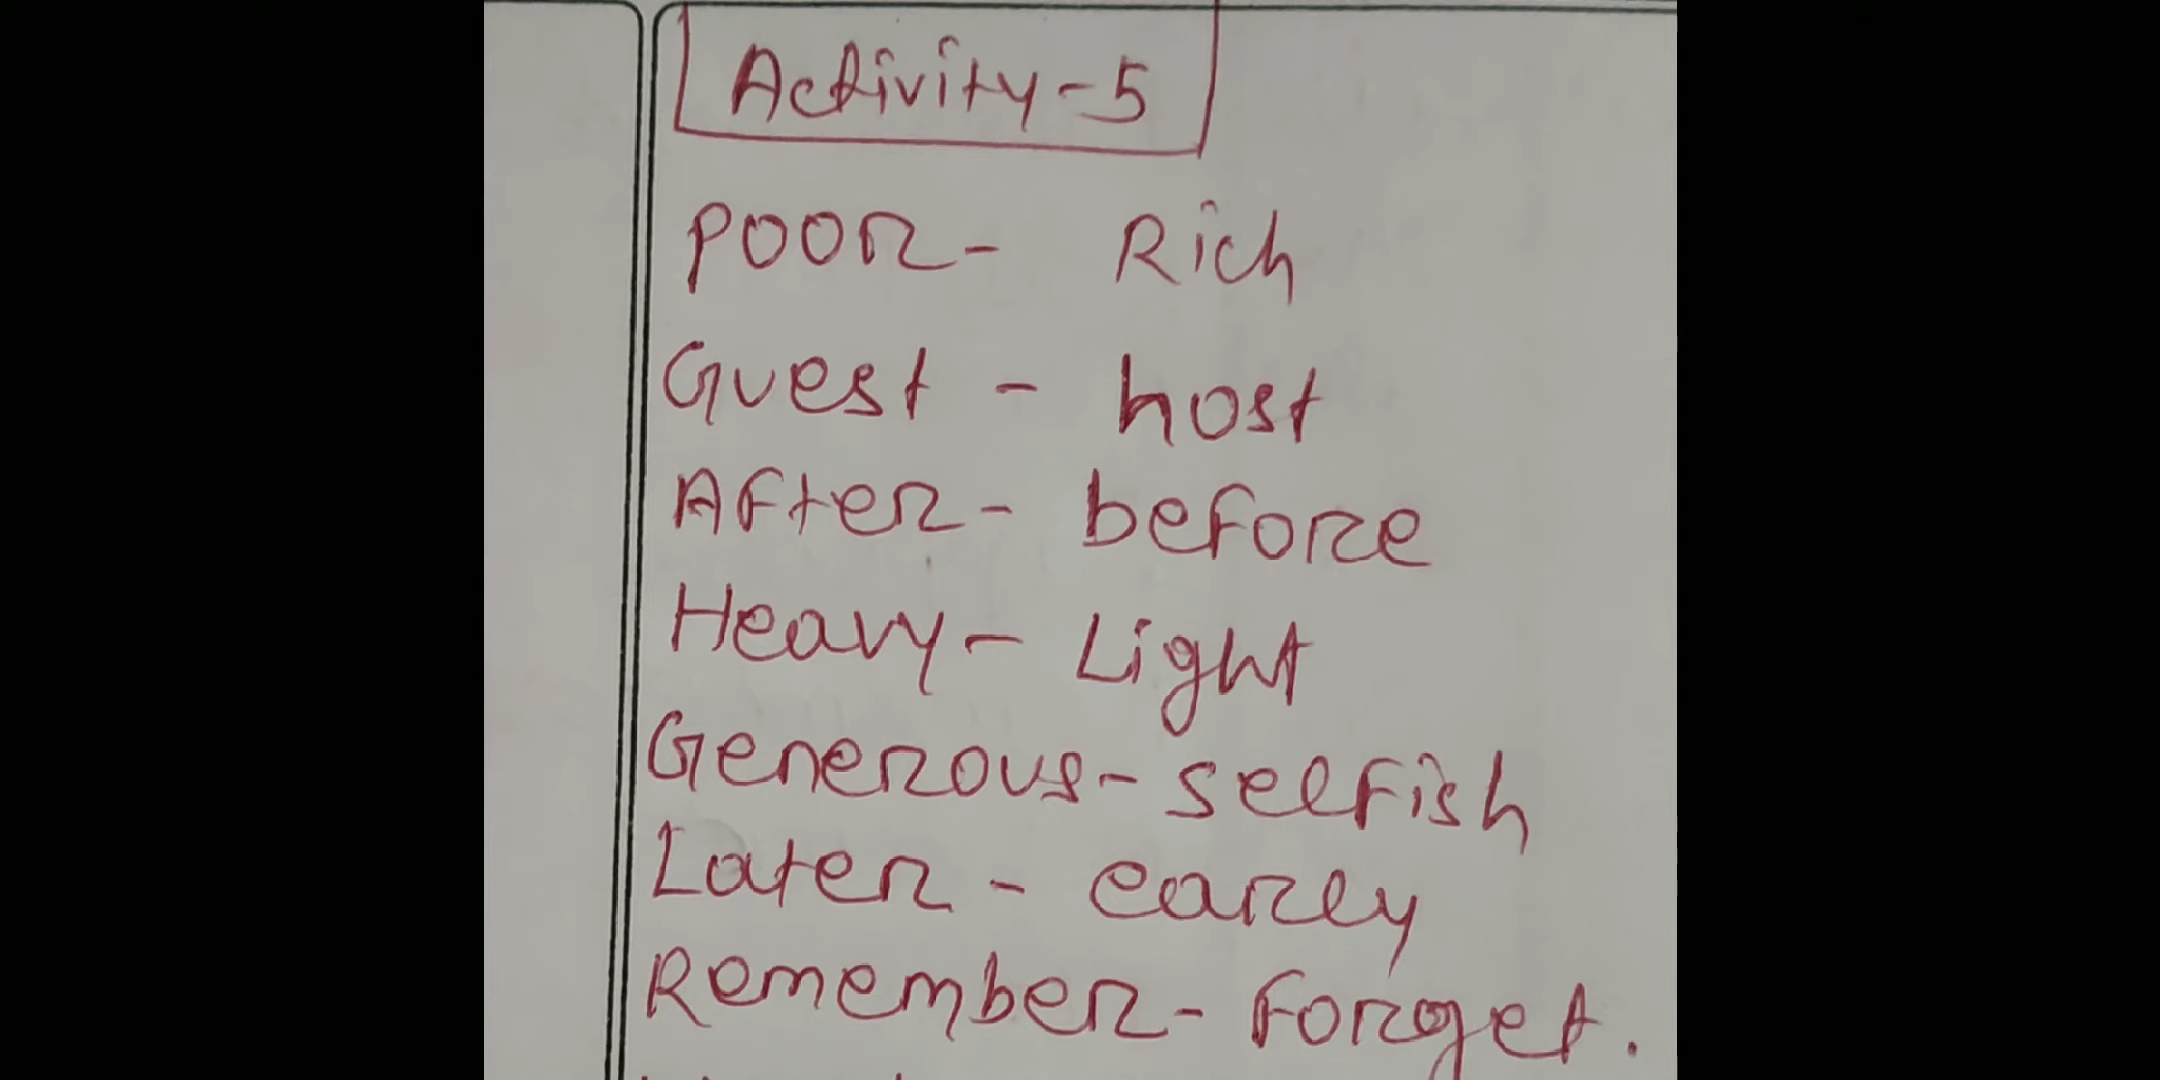 Activity-5
Poor- Rich
Guest - host
After- before
Heavy- Light
Generous- selfish
Later - early
Remember- Forget.